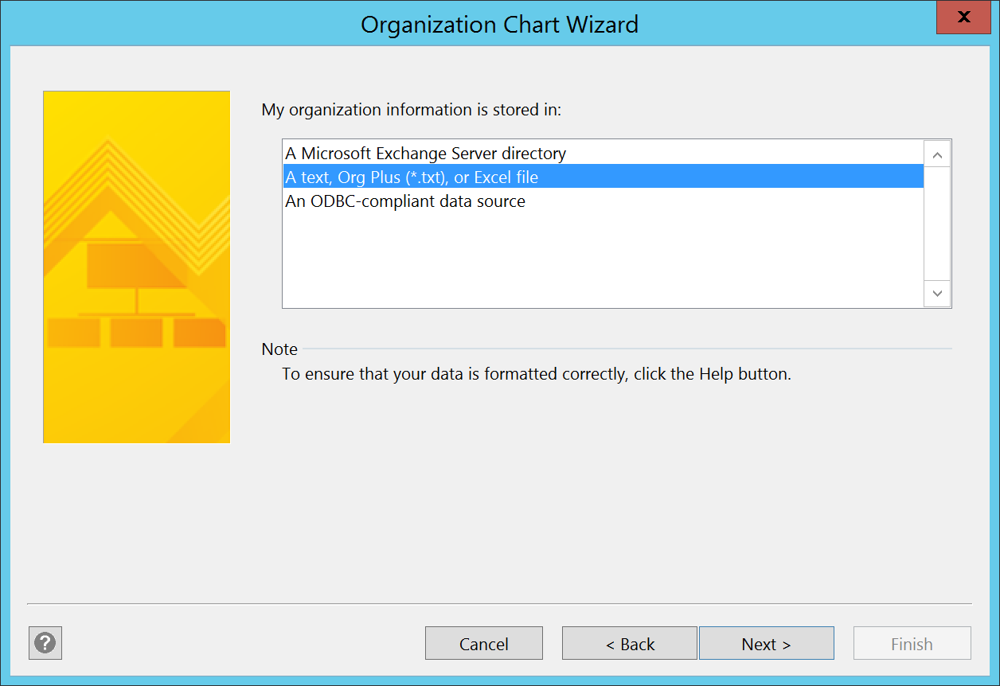 Organization Chart Wizard
x
My organization information is stored in:
A Microsoft Exchange Server directory
A text, Org Plus (*.txt), or Excel file
An ODBC-compliant data source
Note
To ensure that your data is formatted correctly, click the Help button.
?
Cancel
< Back
Next >
Finish